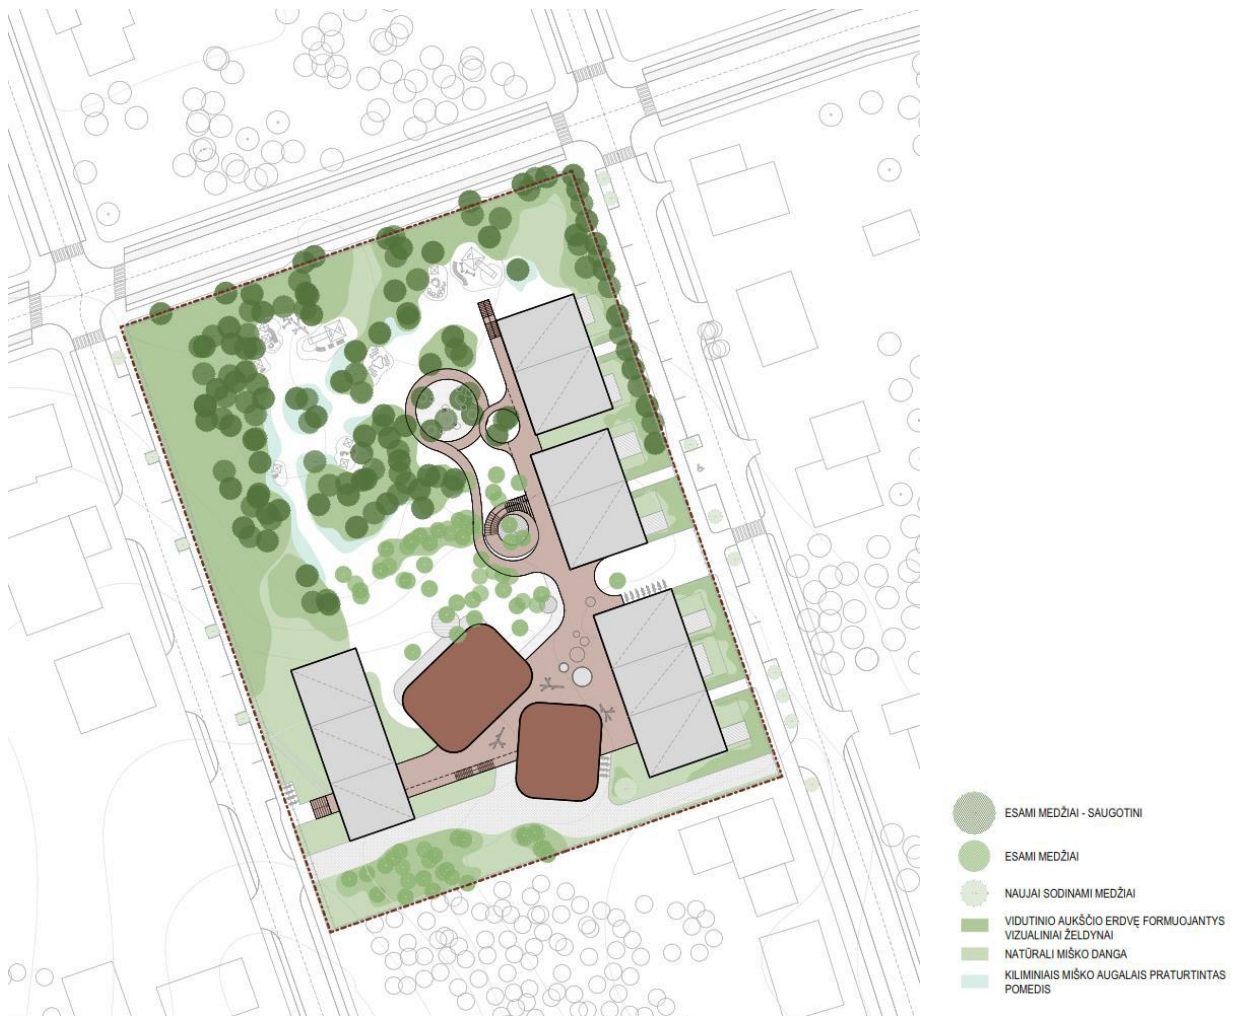 ESAMI MEDŽIAI - SAUGOTINI
ESAMI MEDŽIAI
NAUJAI SODINAMI MEDŽIAI
VIDUTINIO AUKŠČIO ERDVĘ FORMUOJANTYS
VIZUALINIAI ŽELDYNAI
NATŪRALI MIŠKO DANGA
KILIMINIAIS MIŠKO AUGALAIS PRATURTINTAS
POMEDIS